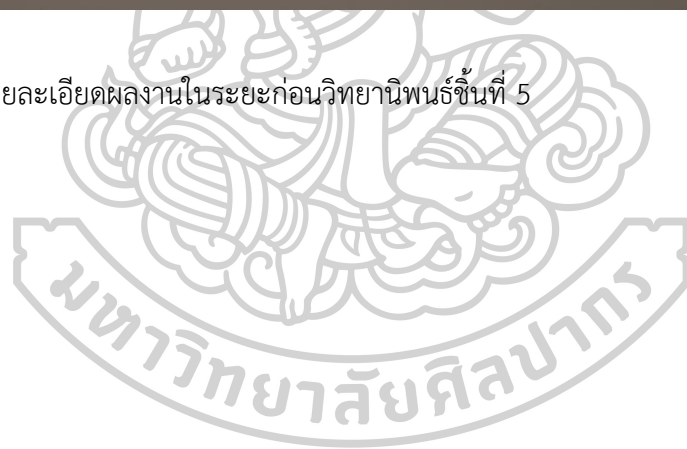 ยละเอียดผลงานในระยะก่อนวิทยานิพนธ์ชิ้นที่ 5
มหาวิทยาลัยศิลปากร